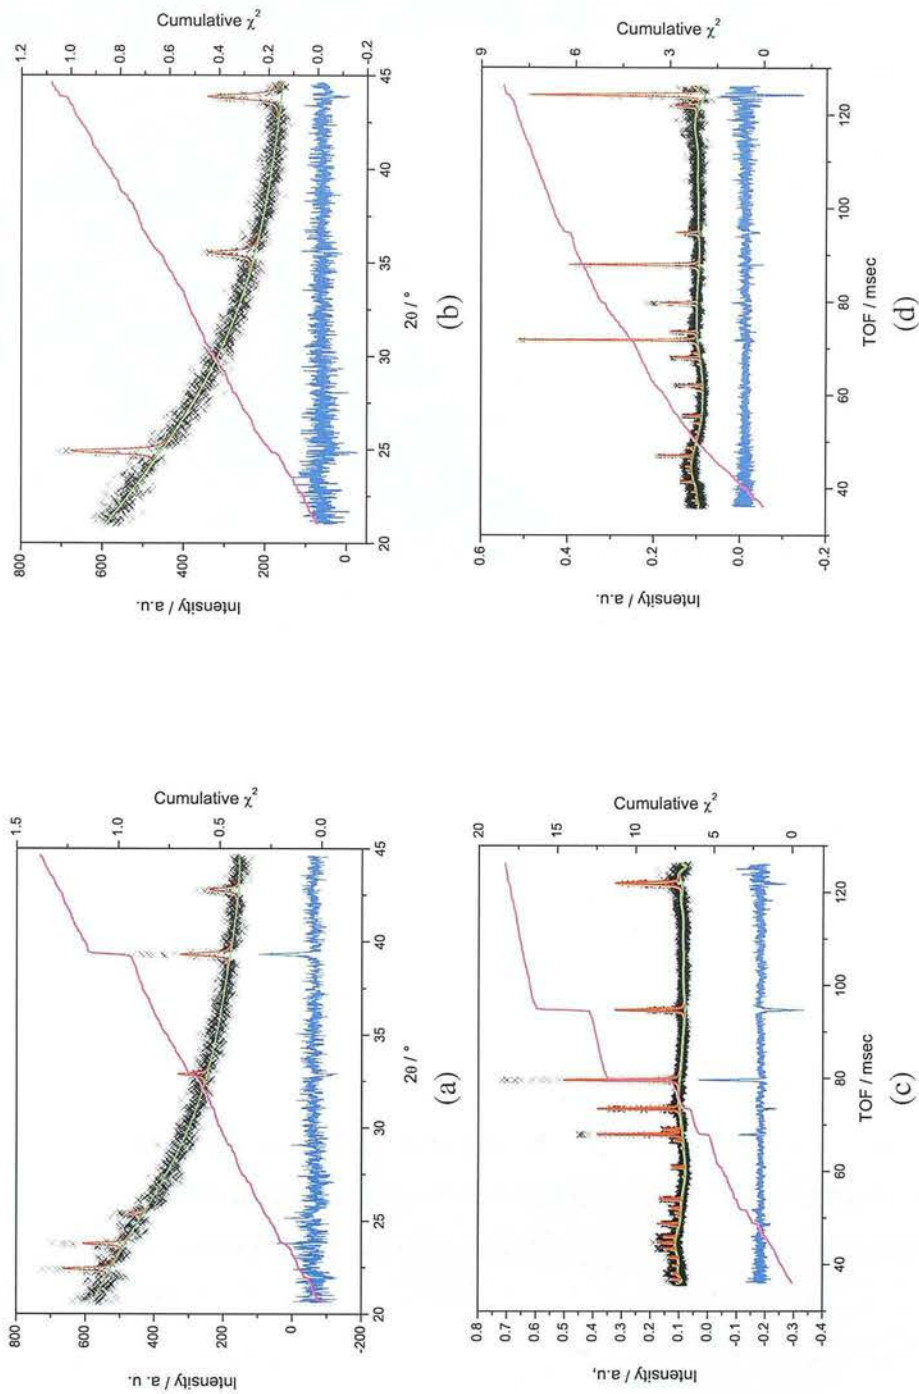 Intensity / a. u.
800
600
400
200
0
-200
20 25 30 35 40 45
2θ / °
1.5
1.0
0.5
0.0
Cumulative χ²
(a)
Intensity / a.u.
800
600
400
200
0
20 25 30 35 40 45
2θ / °
1.2
1.0
0.8
0.6
0.4
0.2
0.0
-0.2
Cumulative χ²
(b)
Intensity / a.u,
0.8
0.7
0.6
0.5
0.4
0.3
0.2
0.1
0.0
-0.1
-0.2
-0.3
-0.4
40 60 80 100 120
TOF / msec
20
15
10
5
0
Cumulative χ²
(c)
Intensity / a.u.
0.6
0.4
0.2
0.0
-0.2
40 60 80 100 120
TOF / msec
9
6
3
0
Cumulative χ²
(d)